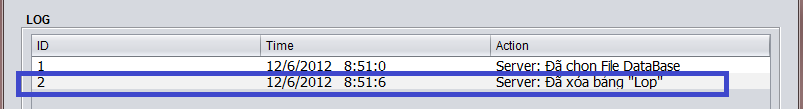 LOG
ID Time Action
1 12/6/2012 8:51:0 Server: Đã chọn File DataBase
2 12/6/2012 8:51:6 Server: Đã xóa bảng "Lop"